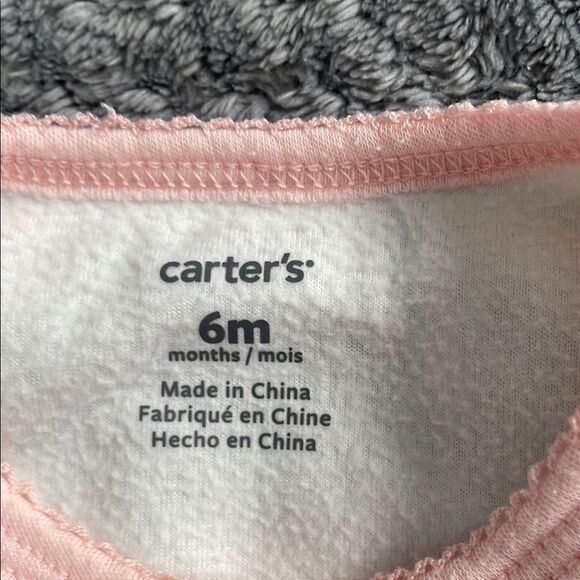 carter's
6m
months / mois
Made in China
Fabriqué en Chine
Hecho en China